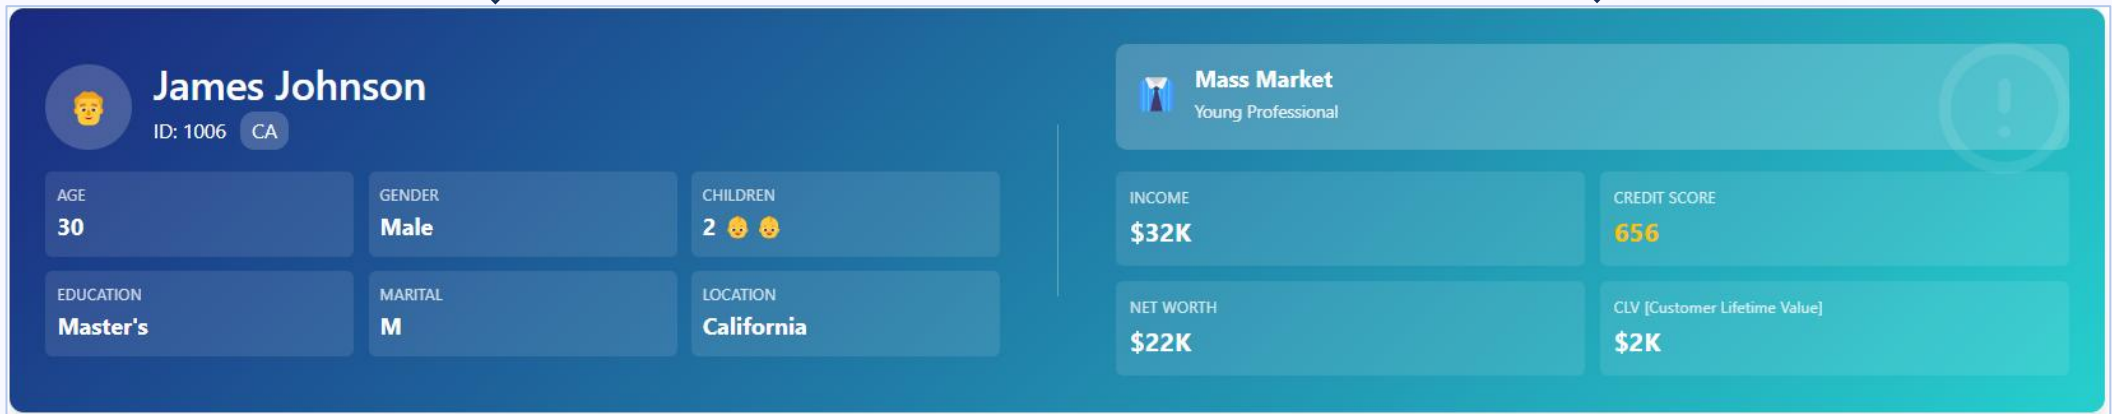 James Johnson
ID: 1006 CA
AGE
30
GENDER
Male
CHILDREN
2
EDUCATION
Master's
MARITAL
M
LOCATION
California
Mass Market
Young Professional
INCOME
$32K
CREDIT SCORE
656
NET WORTH
$22K
CLV [Customer Lifetime Value]
$2K